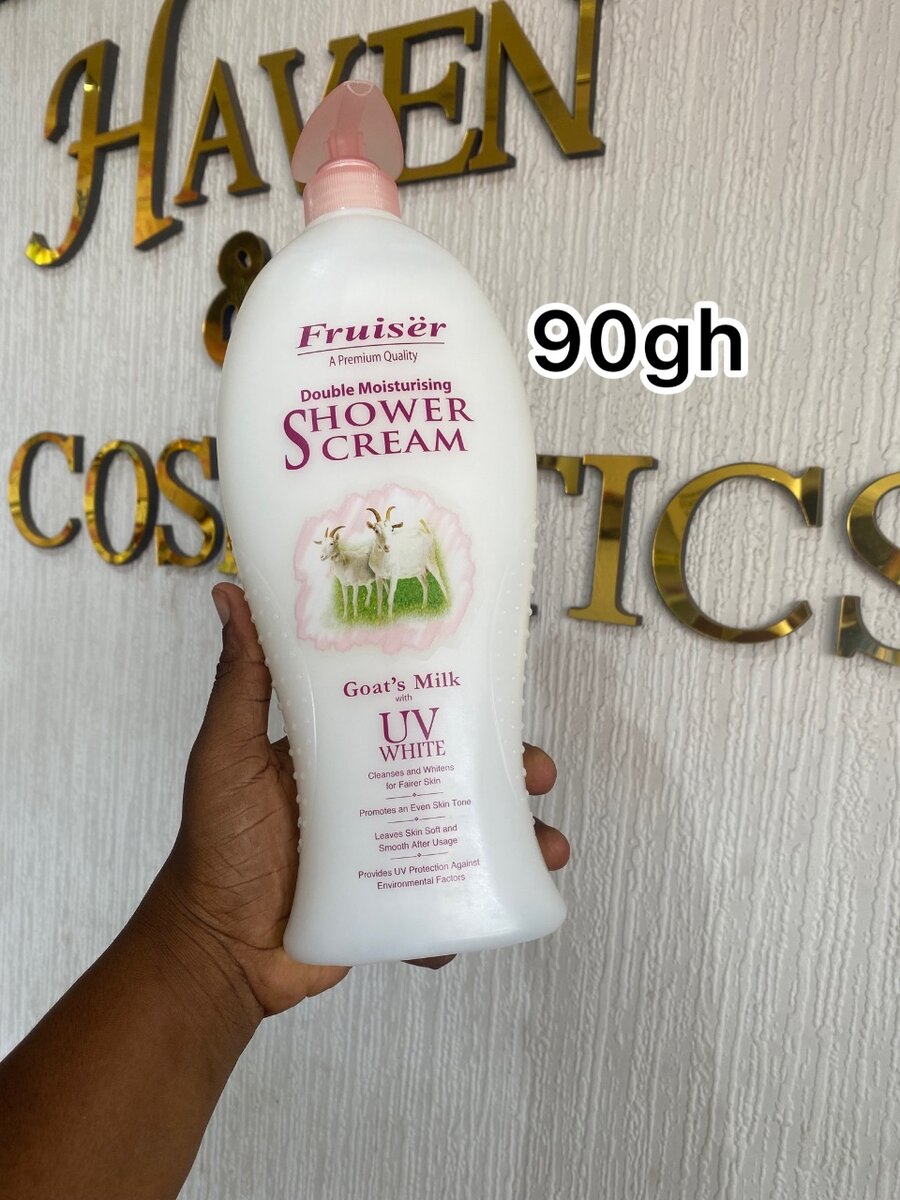 HAVEN
&
COSMETICS
90gh
Fruisër
A Premium Quality
Double Moisturising
SHOWER
CREAM
Goat's Milk
with
UV
WHITE
Cleanses and Whitens
for Fairer Skin
Promotes an Even Skin Tone
Leaves Skin Soft and
Smooth After Usage
Provides UV Protection Against
Environmental Factors